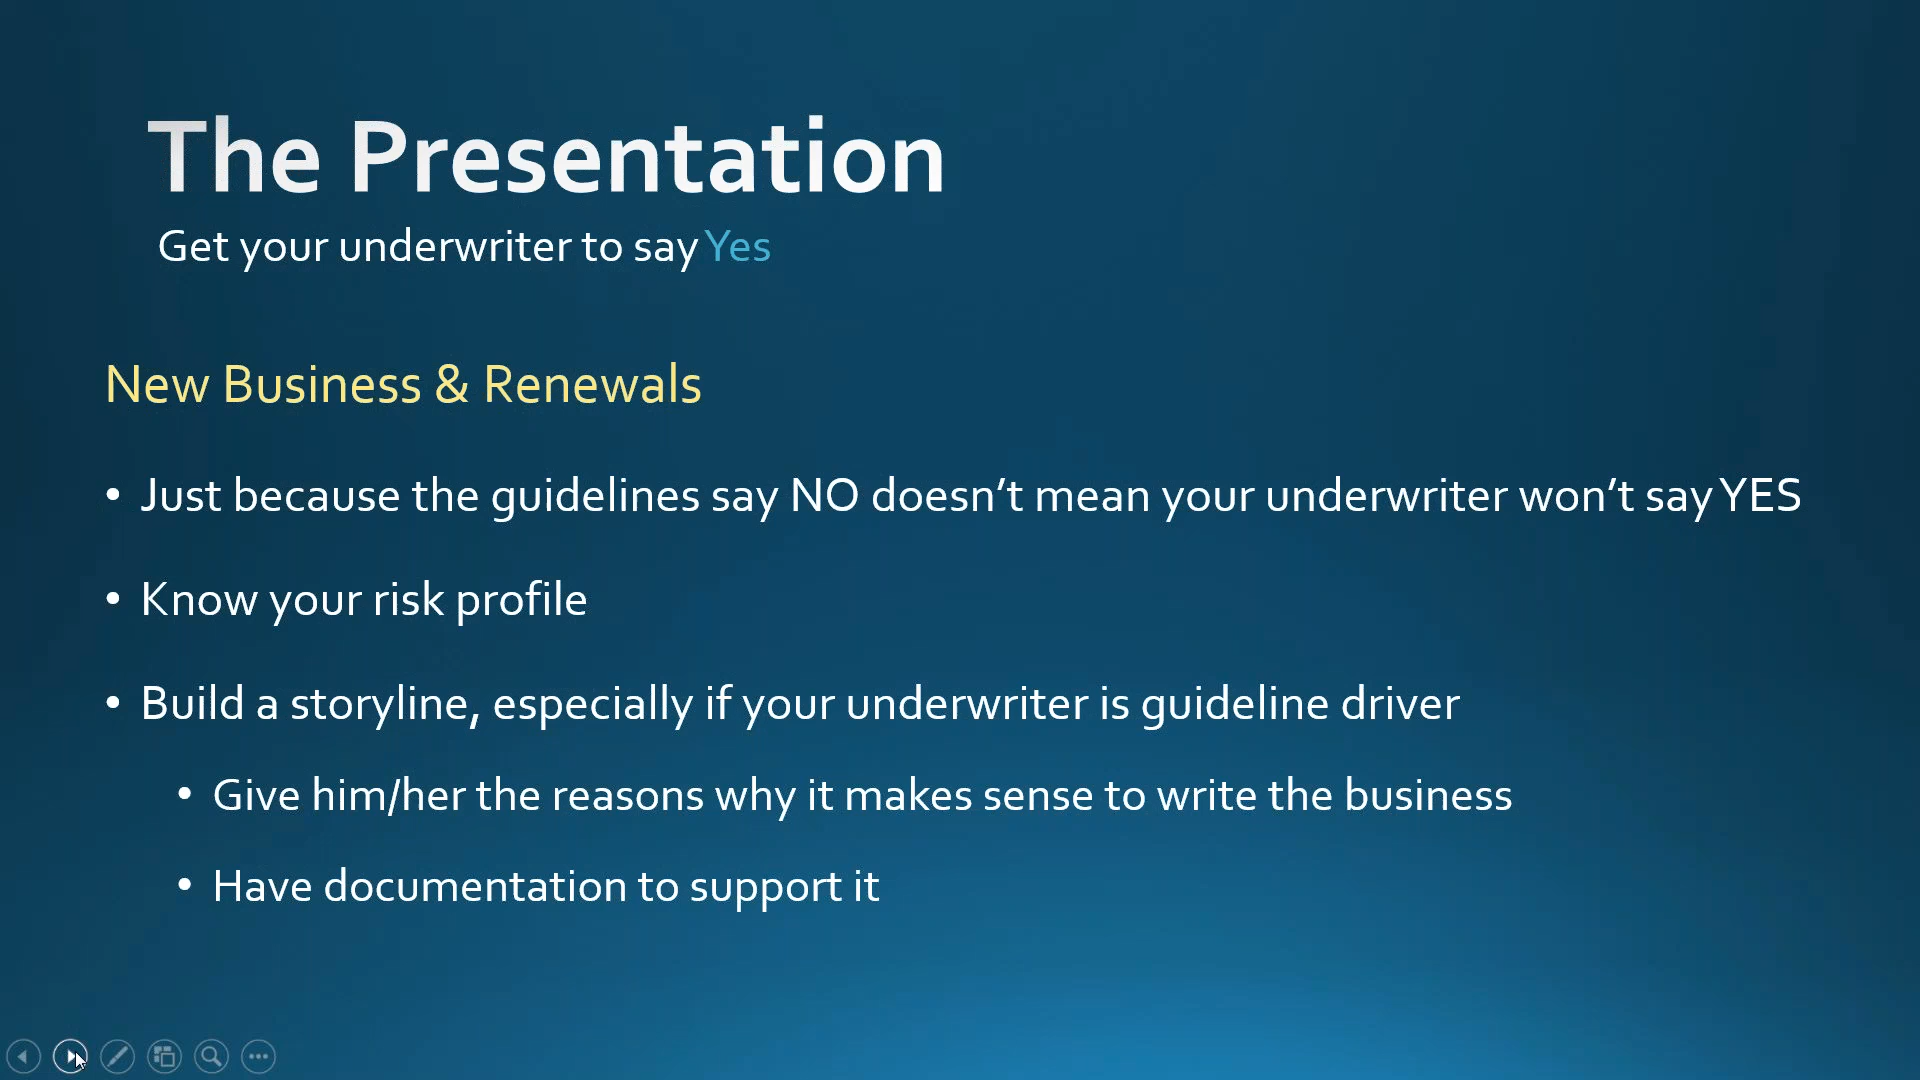 The Presentation
Get your underwriter to say Yes
New Business & Renewals
• Just because the guidelines say NO doesn’t mean your underwriter won’t say YES
• Know your risk profile
• Build a storyline, especially if your underwriter is guideline driver
• Give him/her the reasons why it makes sense to write the business
• Have documentation to support it